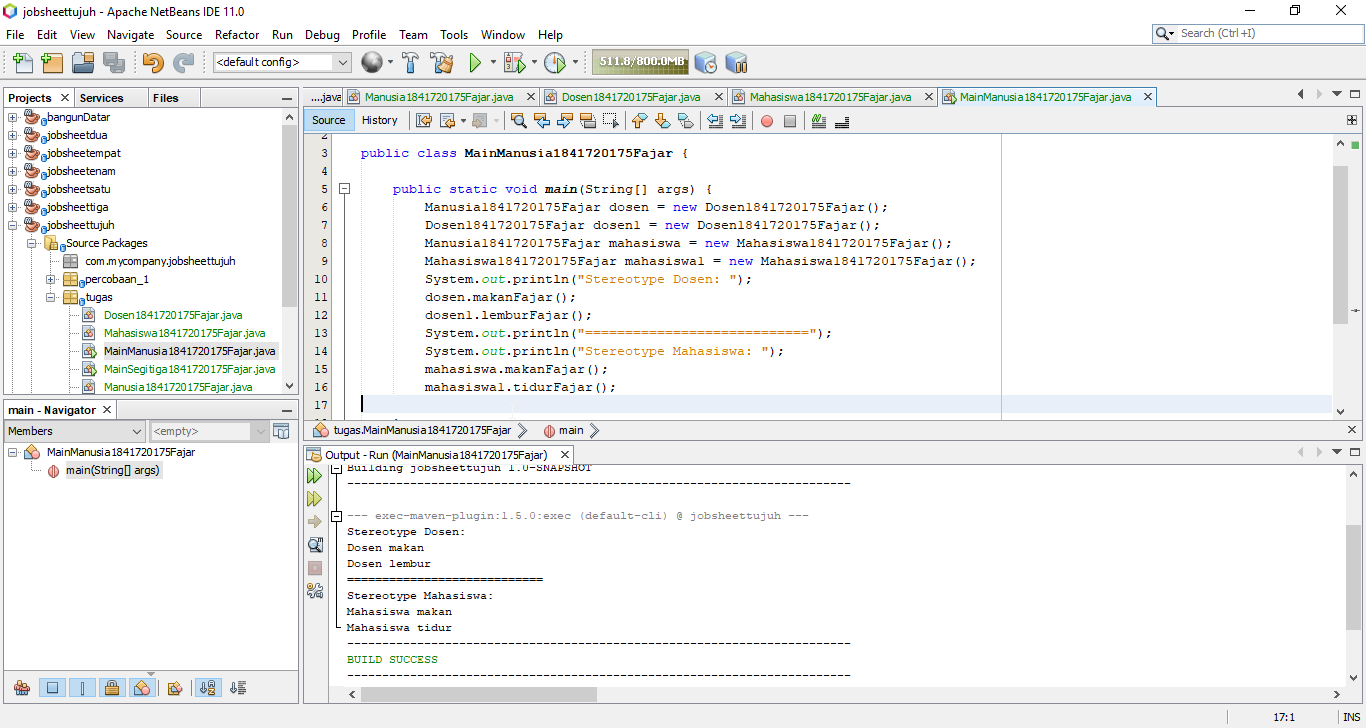 jobsheettujuh - Apache NetBeans IDE 11.0
File Edit View Navigate Source Refactor Run Debug Profile Team Tools Window Help
Search (Ctrl+I)
<default config>
511.8/800.0MB
Projects Services Files
bangunDatar
jobsheetdua
jobsheetempat
jobsheetenam
jobsheetsatu
jobsheettiga
jobsheettujuh
Source Packages
com.mycompany.jobsheettujuh
percobaan_1
tugas
Dosen1841720175Fajar.java
Mahasiswa1841720175Fajar.java
MainManusia1841720175Fajar.java
MainSegitiga1841720175Fajar.java
Manusia1841720175Fajar.java
main - Navigator
Members
<empty>
MainManusia1841720175Fajar
main(String[] args)
....java Manusia1841720175Fajar.java Dosen1841720175Fajar.java Mahasiswa1841720175Fajar.java MainManusia1841720175Fajar.java
Source History
2
3 public class MainManusia1841720175Fajar {
4
5 public static void main(String[] args) {
6 Manusia1841720175Fajar dosen = new Dosen1841720175Fajar();
7 Dosen1841720175Fajar dosen1 = new Dosen1841720175Fajar();
8 Manusia1841720175Fajar mahasiswa = new Mahasiswa1841720175Fajar();
9 Mahasiswa1841720175Fajar mahasiswa1 = new Mahasiswa1841720175Fajar();
10 System.out.println("Stereotype Dosen: ");
11 dosen.makanFajar();
12 dosen1.lemburFajar();
13 System.out.println("============================");
14 System.out.println("Stereotype Mahasiswa: ");
15 mahasiswa.makanFajar();
16 mahasiswa1.tidurFajar();
17
tugas.MainManusia1841720175Fajar main
Output - Run (MainManusia1841720175Fajar)
Building jobsheettujuh 1.0-SNAPSHOT
------------------------------------------------------------------------
--- exec-maven-plugin:1.5.0:exec (default-cli) @ jobsheettujuh ---
Stereotype Dosen:
Dosen makan
Dosen lembur
============================
Stereotype Mahasiswa:
Mahasiswa makan
Mahasiswa tidur
------------------------------------------------------------------------
BUILD SUCCESS
------------------------------------------------------------------------
17:1 INS